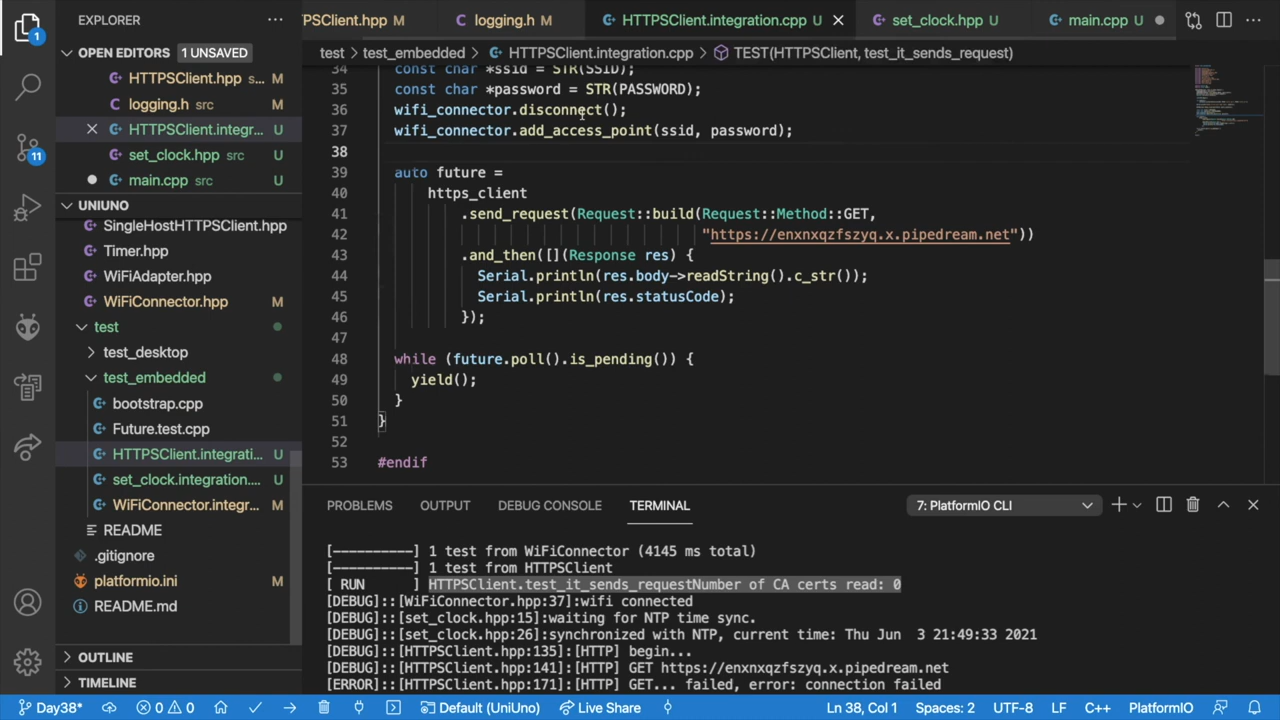 EXPLORER
PSClient.hpp M
logging.h M
HTTPSClient.integration.cpp U
set_clock.hpp U
main.cpp U
OPEN EDITORS 1 UNSAVED
test > test_embedded > HTTPSClient.integration.cpp > TEST(HTTPSClient, test_it_sends_request)
HTTPSClient.hpp s... M
logging.h src M
HTTPSClient.integr... U
set_clock.hpp src U
main.cpp src U
UNIUNO
SingleHostHTTPSClient.hpp
Timer.hpp
WiFiAdapter.hpp
WiFiConnector.hpp M
test
test_desktop
test_embedded
bootstrap.cpp
Future.test.cpp
HTTPSClient.integrati... U
set_clock.integration.... U
WiFiConnector.integr... M
README
.gitignore
platformio.ini M
README.md
OUTLINE
TIMELINE
1
11
34 const char *ssid = STR(SSID);
35 const char *password = STR(PASSWORD);
36 wifi_connector.disconnect();
37 wifi_connector.add_access_point(ssid, password);
38
39 auto future =
40 https_client
41 .send_request(Request::build(Request::Method::GET,
42 "https://enxnxqzfszyq.x.pipedream.net"))
43 .and_then([](Response res) {
44 Serial.println(res.body->readString().c_str());
45 Serial.println(res.statusCode);
46 });
47
48 while (future.poll().is_pending()) {
49 yield();
50 }
51 }
52
53 #endif
PROBLEMS OUTPUT DEBUG CONSOLE TERMINAL 7: PlatformIO CLI
[----------] 1 test from WiFiConnector (4145 ms total)
[----------] 1 test from HTTPSClient
[ RUN      ] HTTPSClient.test_it_sends_requestNumber of CA certs read: 0
[DEBUG]::[WiFiConnector.hpp:37]:wifi connected
[DEBUG]::[set_clock.hpp:15]:waiting for NTP time sync.
[DEBUG]::[set_clock.hpp:26]:synchronized with NTP, current time: Thu Jun  3 21:49:33 2021
[DEBUG]::[HTTPSClient.hpp:135]:[HTTP] begin...
[DEBUG]::[HTTPSClient.hpp:141]:[HTTP] GET https://enxnxqzfszyq.x.pipedream.net
[ERROR]::[HTTPSClient.hpp:171]:[HTTP] GET... failed, error: connection failed
Day38* 0 0 Default (UniUno) Live Share Ln 38, Col 1 Spaces: 2 UTF-8 LF C++ PlatformIO